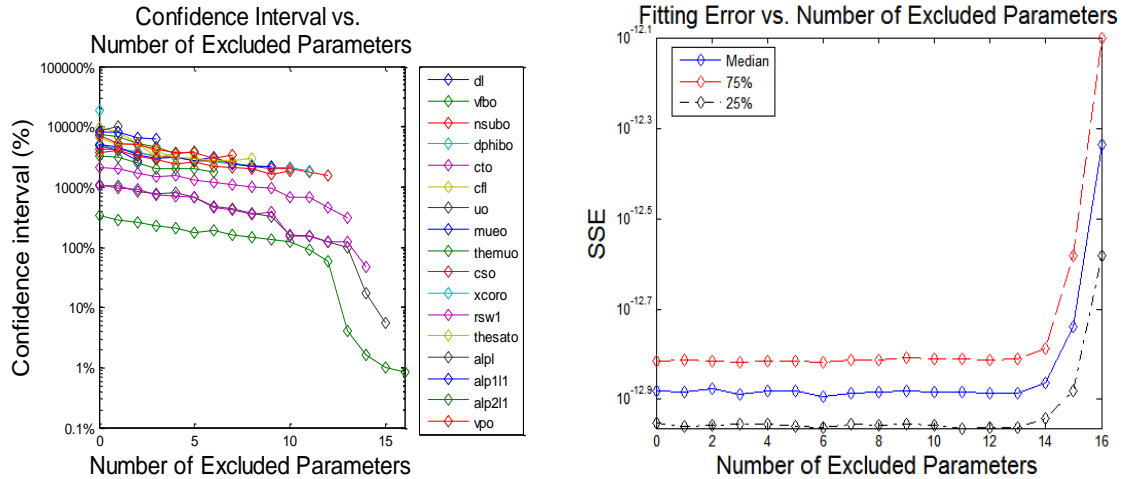 Confidence Interval vs.
Number of Excluded Parameters
Confidence interval (%)
100000%
10000%
1000%
100%
10%
1%
0.1%
0
5
10
15
Number of Excluded Parameters
dl
vfbo
nsubo
dphibo
cto
cfl
uo
mueo
themuo
cso
xcoro
rsw1
thesato
alpl
alp1l1
alp2l1
vpo
Fitting Error vs. Number of Excluded Parameters
SSE
10^-12.1
10^-12.3
10^-12.5
10^-12.7
10^-12.9
Median
75%
25%
0
2
4
6
8
10
12
14
16
Number of Excluded Parameters